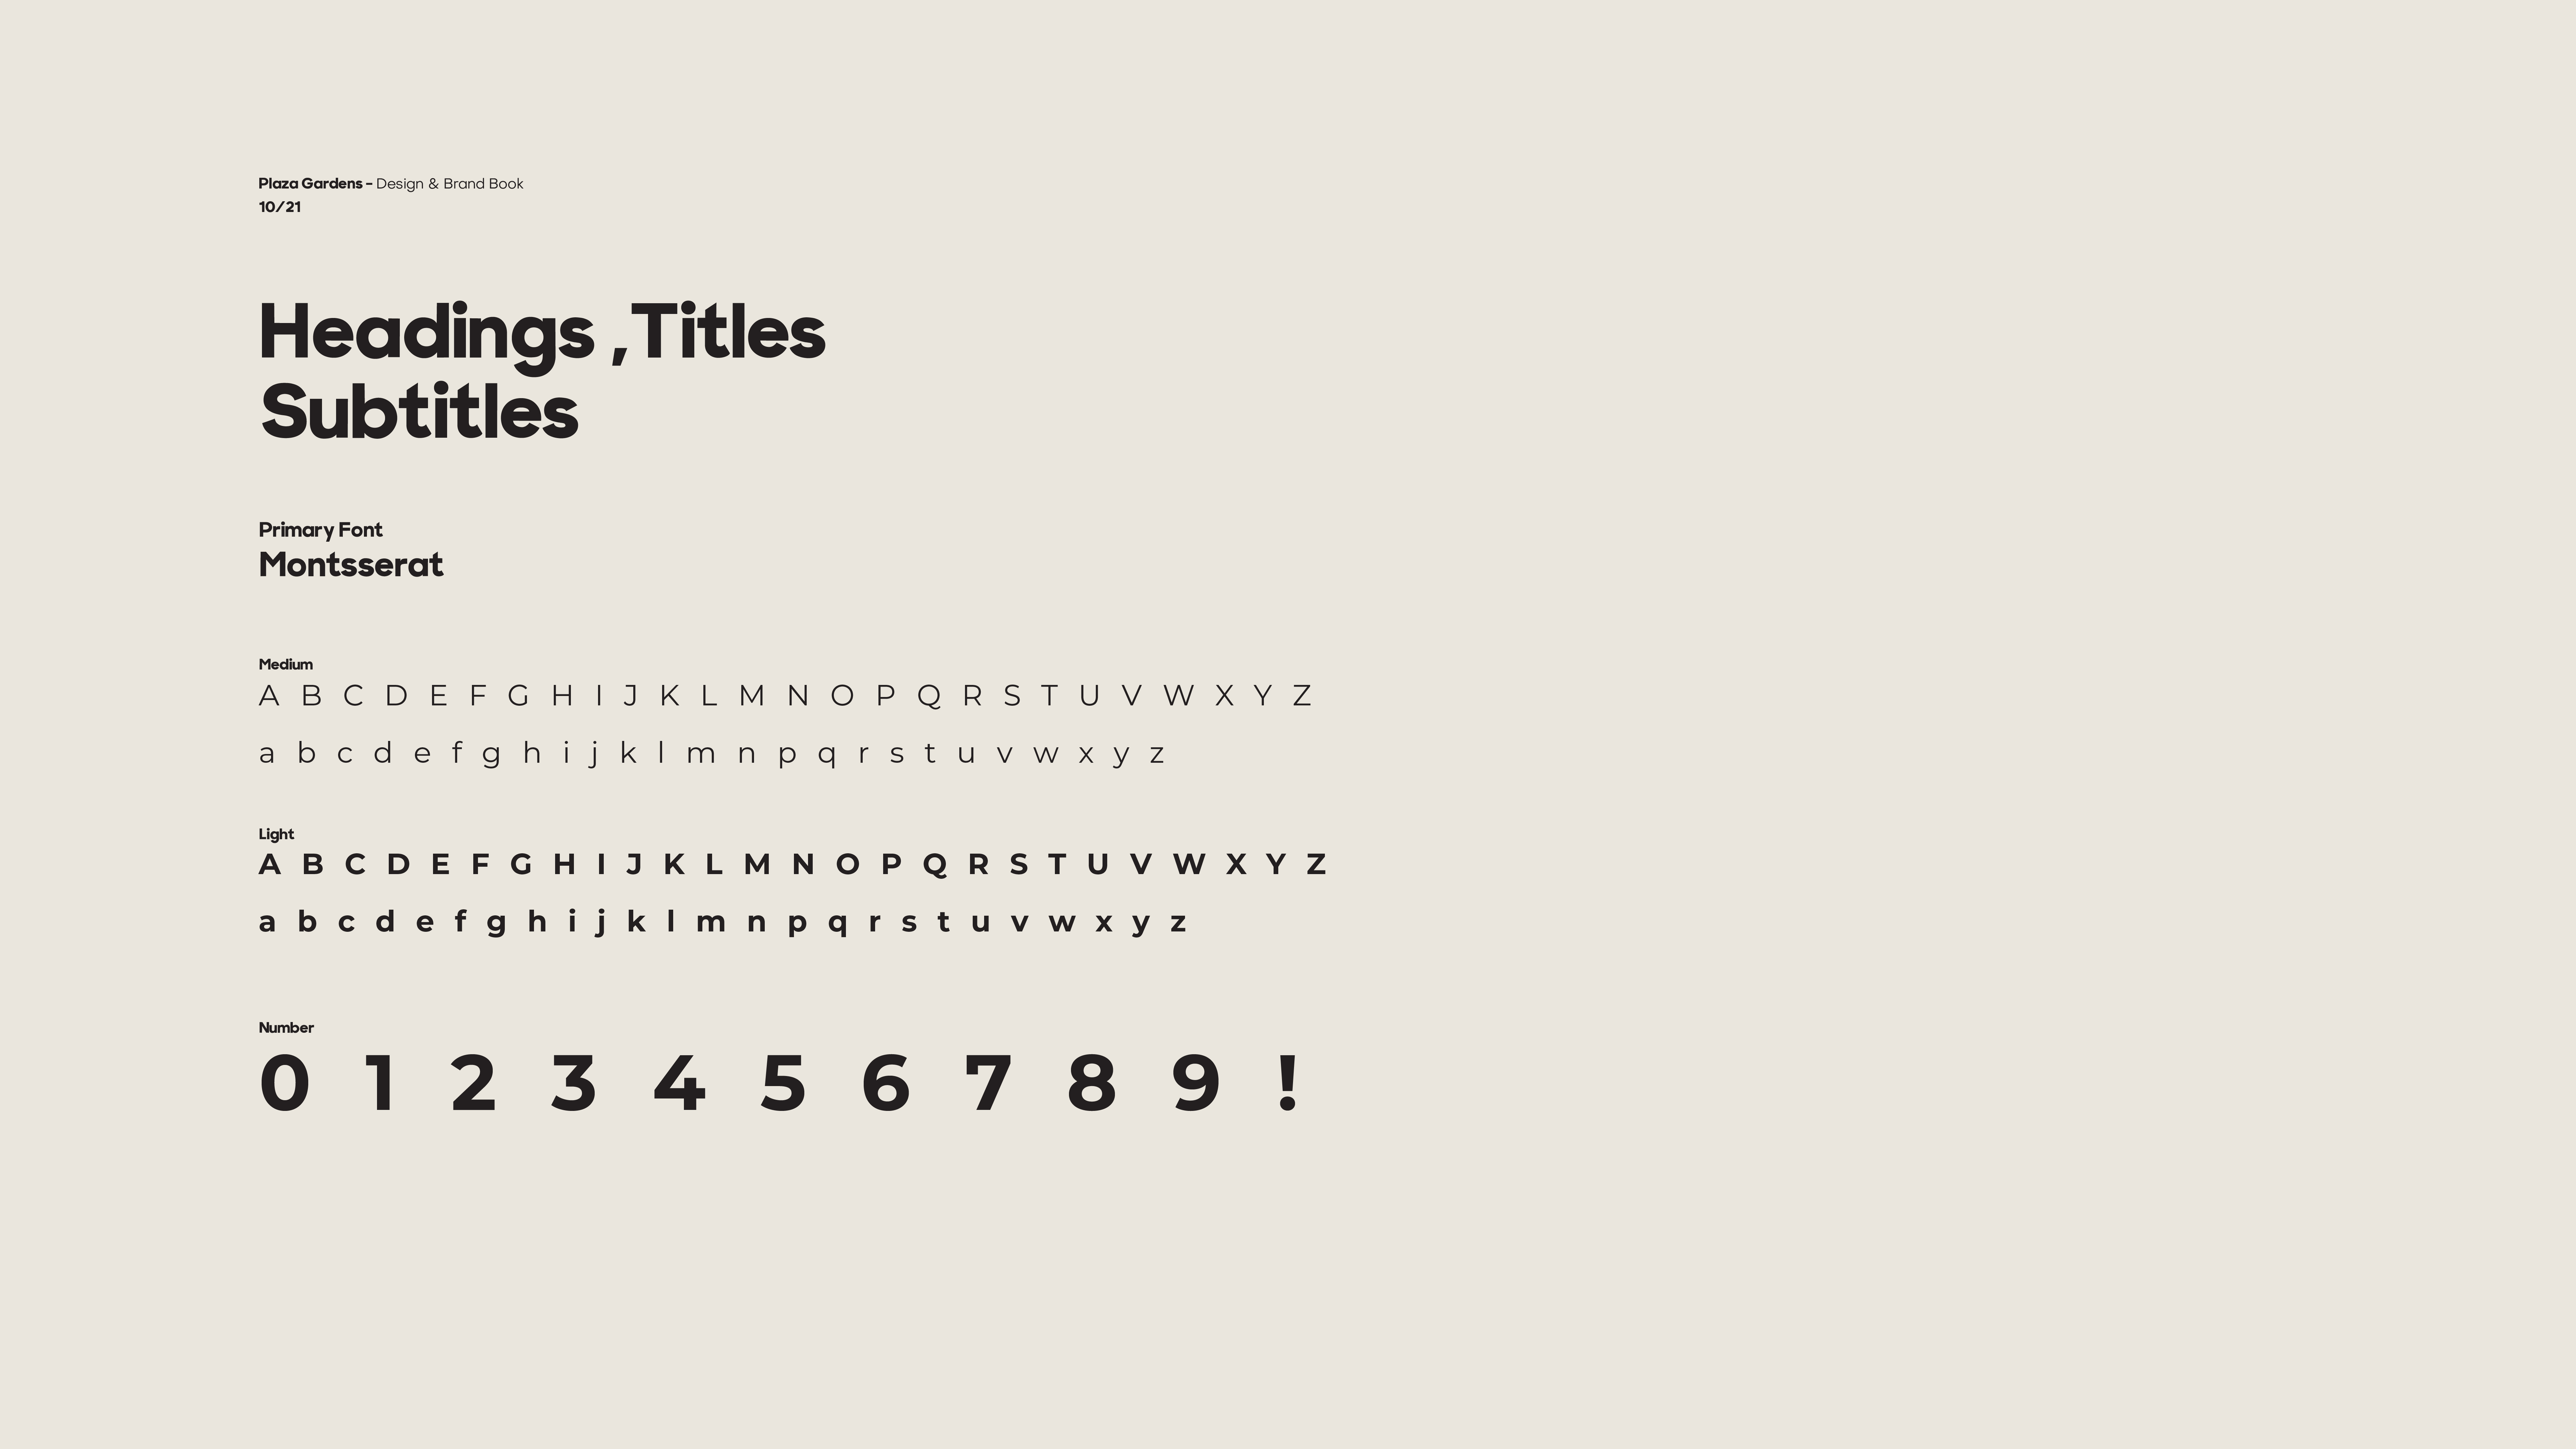 Plaza Gardens - Design & Brand Book
10/21
Headings ,Titles
Subtitles
Primary Font
Montsserat
Medium
A B C D E F G H I J K L M N O P Q R S T U V W X Y Z
a b c d e f g h i j k l m n p q r s t u v w x y z
Light
A B C D E F G H I J K L M N O P Q R S T U V W X Y Z
a b c d e f g h i j k l m n p q r s t u v w x y z
Number
0 1 2 3 4 5 6 7 8 9 !